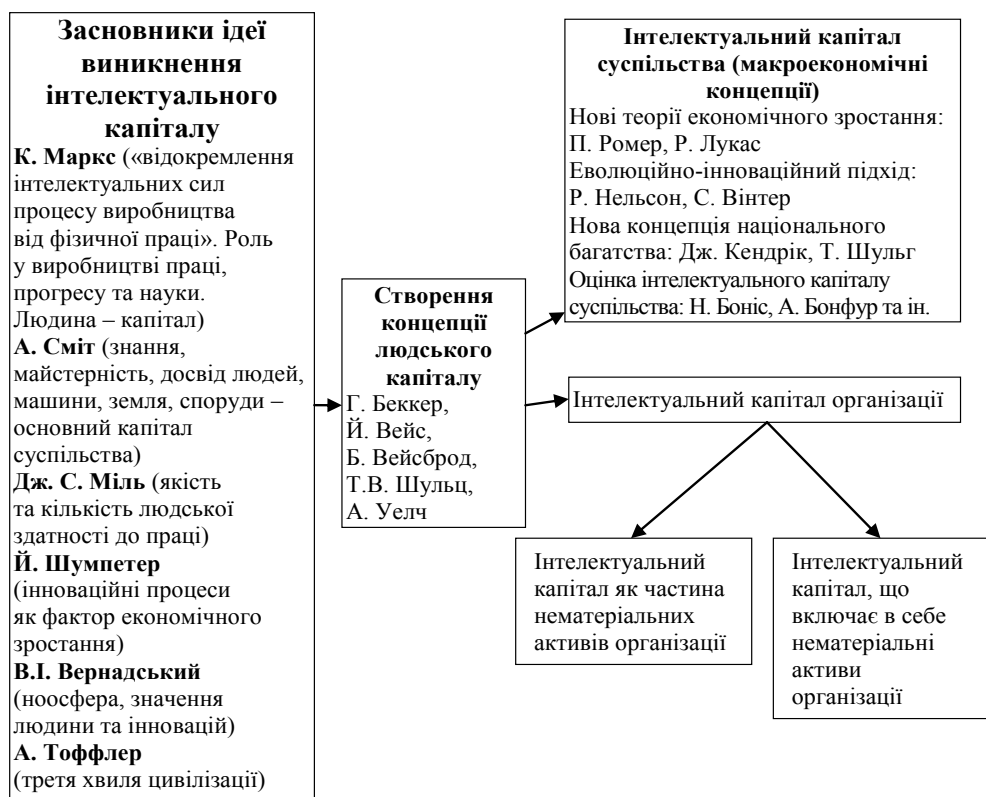 Засновники ідеї
виникнення
інтелектуального
капіталу
К. Маркс («відокремлення
інтелектуальних сил
процесу виробництва
від фізичної праці». Роль
у виробництві праці,
прогресу та науки.
Людина – капітал)
А. Сміт (знання,
майстерність, досвід людей,
машини, земля, споруди –
основний капітал
суспільства)
Дж. С. Міль (якість
та кількість людської
здатності до праці)
Й. Шумпетер
(інноваційні процеси
як фактор економічного
зростання)
В.І. Вернадський
(ноосфера, значення
людини та інновацій)
А. Тоффлер
(третя хвиля цивілізації)
Створення
концепції
людського
капіталу
Г. Беккер,
Й. Вейс,
Б. Вейсброд,
Т.В. Шульц,
А. Уелч
Інтелектуальний капітал
суспільства (макроекономічні
концепції)
Нові теорії економічного зростання:
П. Ромер, Р. Лукас
Еволюційно-інноваційний підхід:
Р. Нельсон, С. Вінтер
Нова концепція національного
багатства: Дж. Кендрік, Т. Шульг
Оцінка інтелектуального капіталу
суспільства: Н. Боніс, А. Бонфур та ін.
Інтелектуальний капітал організації
Інтелектуальний
капітал як частина
нематеріальних
активів організації
Інтелектуальний
капітал, що
включає в себе
нематеріальні
активи
організації